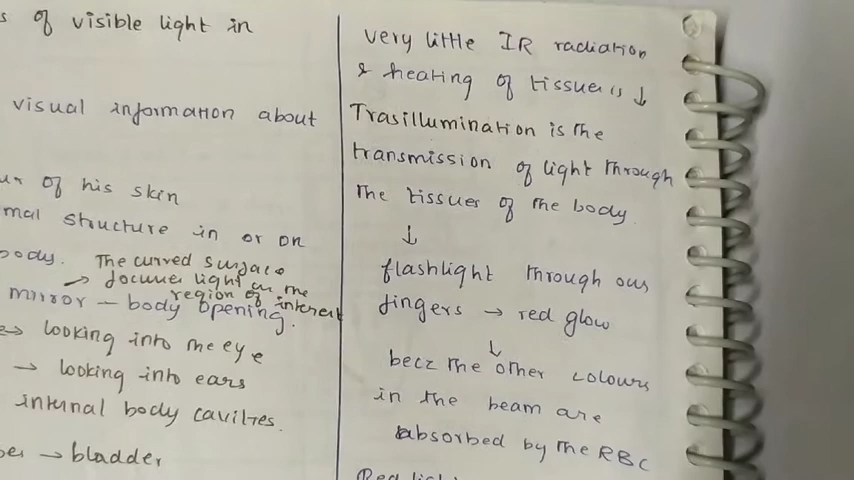 of visible light in
visual information about
of his skin
mal structure in or on
body. The curved surface
→ focuses light on the
region of interest
mirror – body opening.
→ looking into the eye
→ looking into ears
internal body cavities.
→ bladder
very little IR radiation
& heating of tissue is ↓
Trasillumination is the
transmission of light through
the tissues of the body
↓
flashlight through our
fingers → red glow
↓
becz the other colours
in the beam are
absorbed by the RBC
Red light